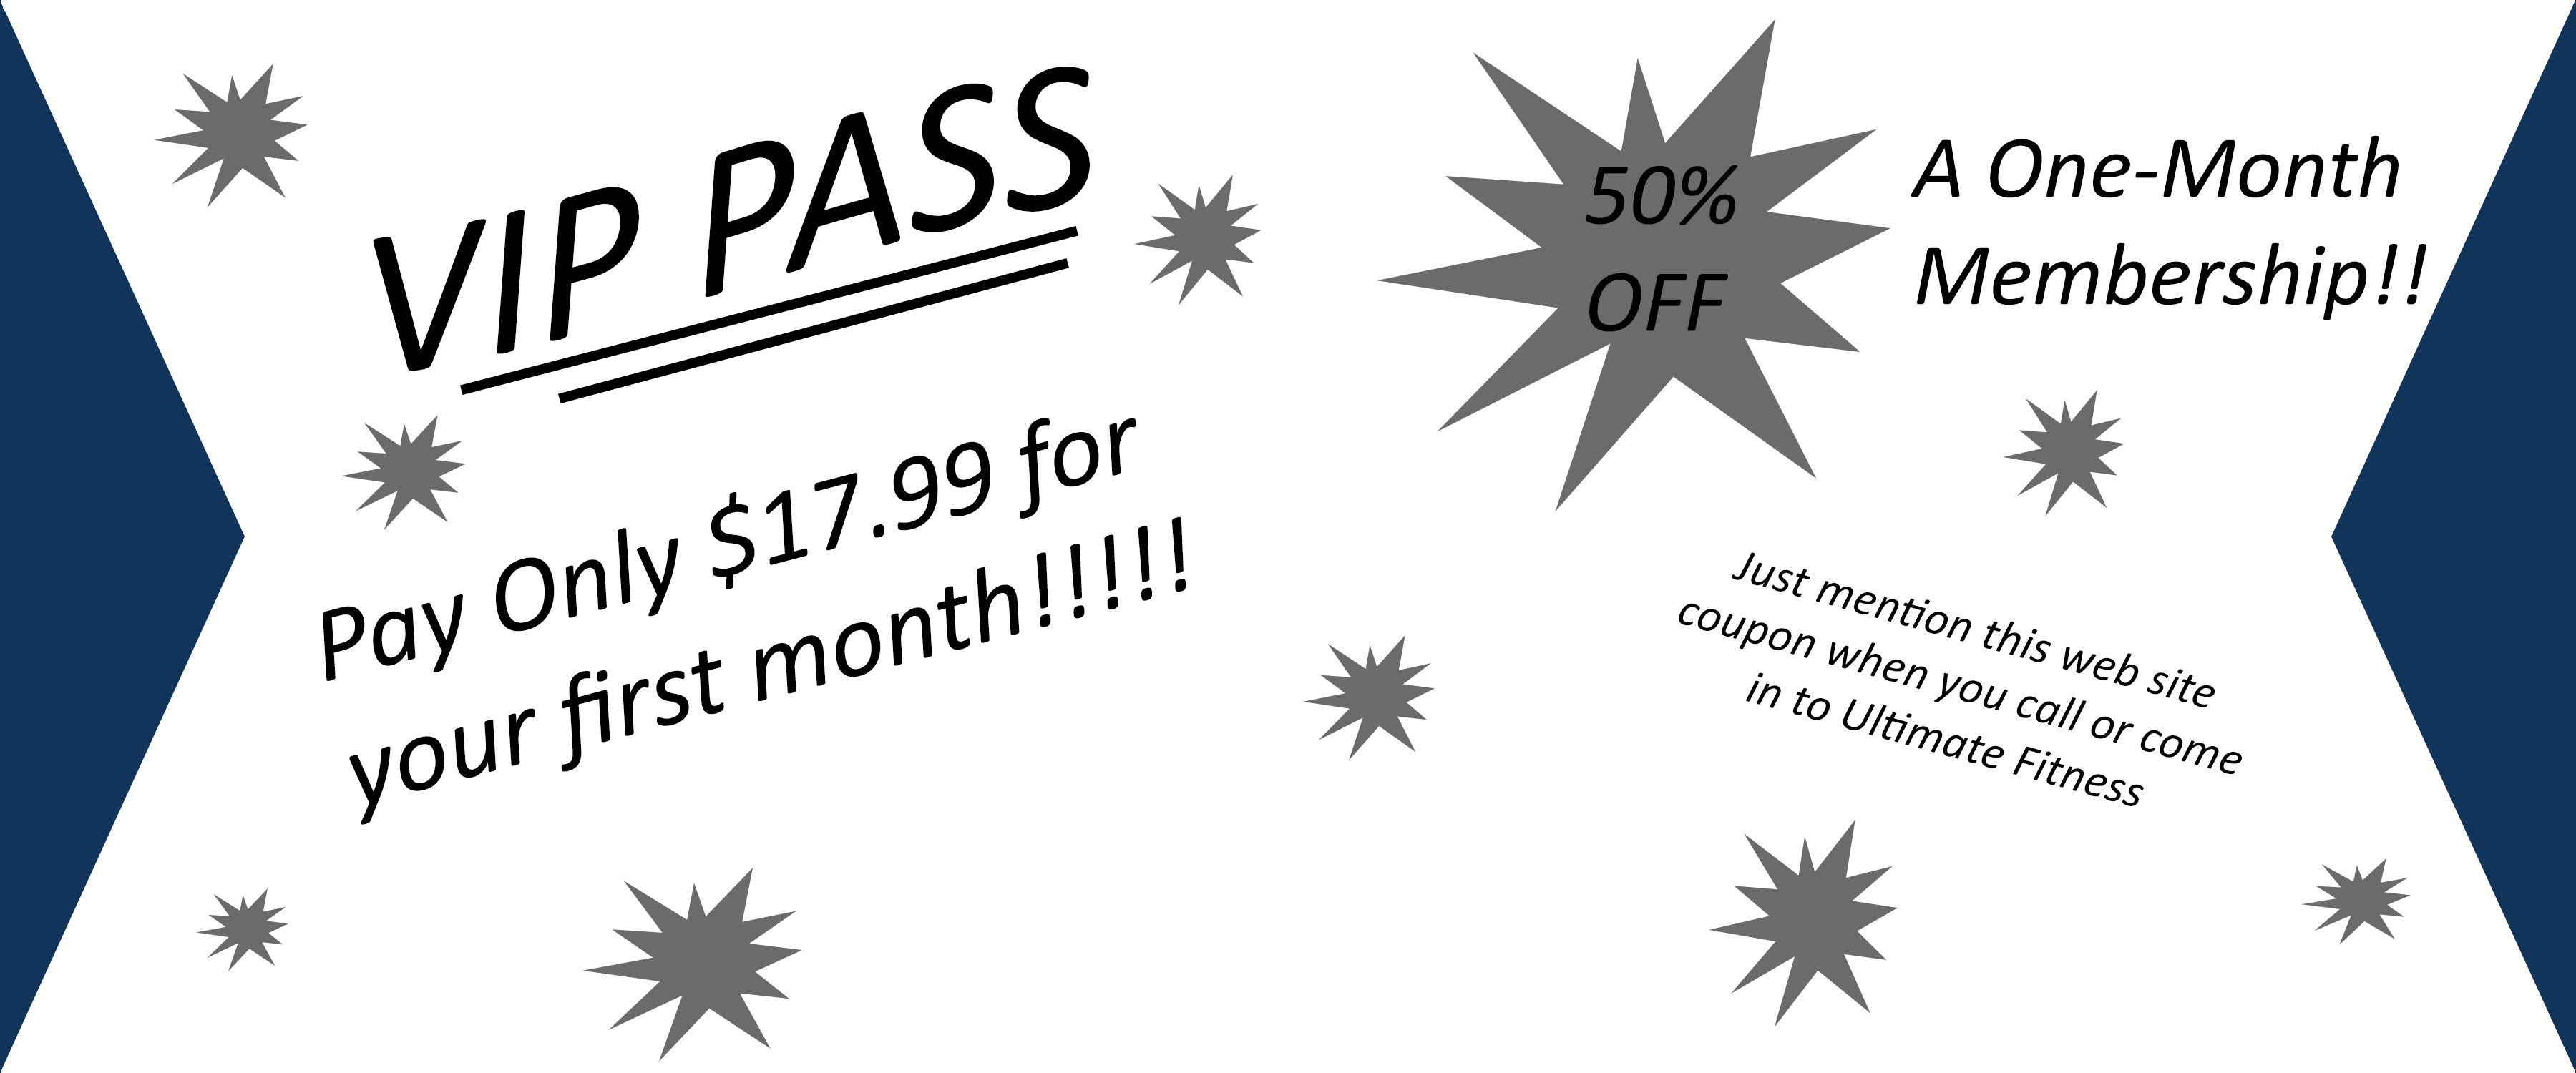 VIP PASS
Pay Only $17.99 for
your first month!!!!!
50%
OFF
A One-Month
Membership!!
Just mention this web site
coupon when you call or come
in to Ultimate Fitness